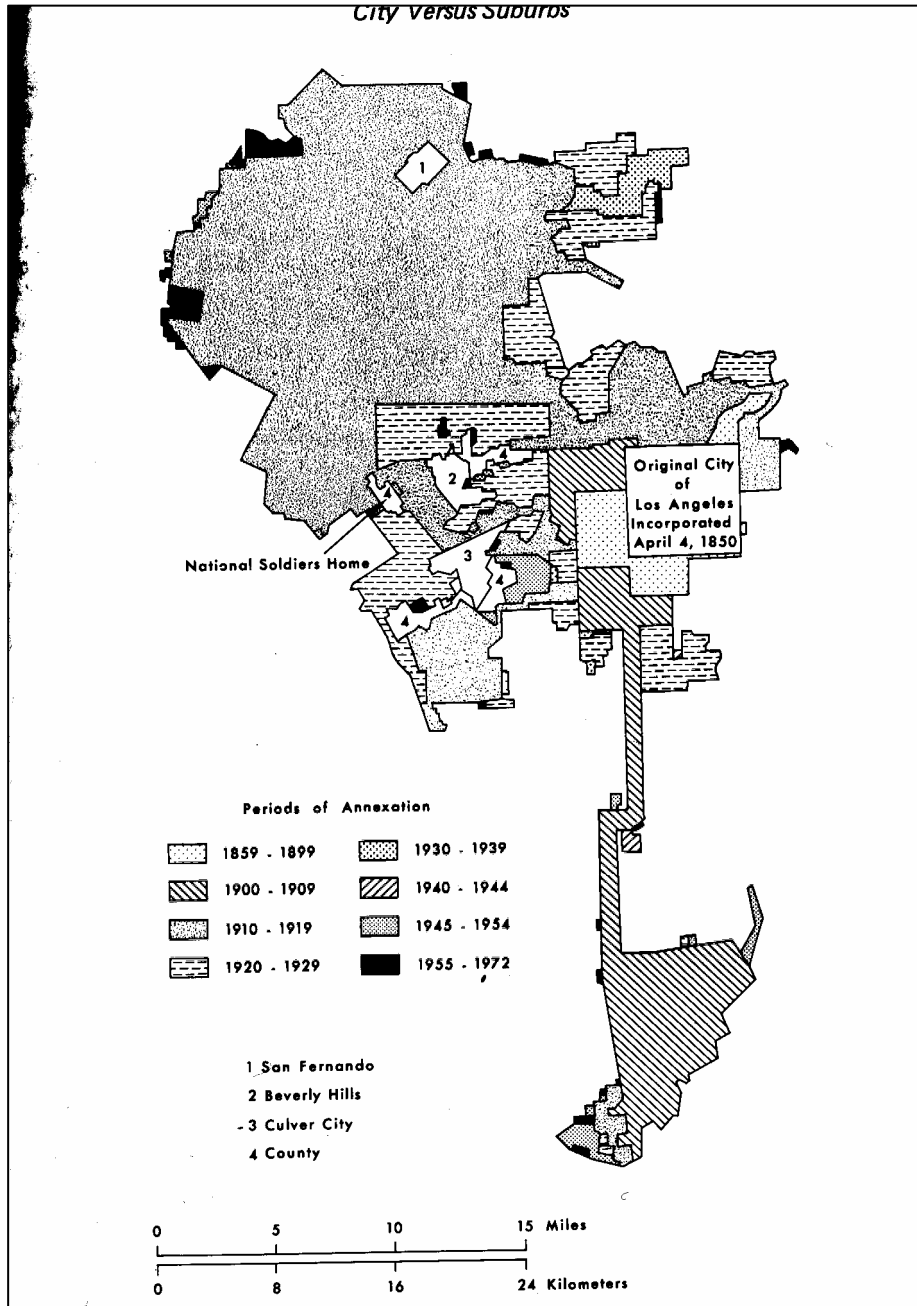 City Versus Suburbs
1
Original City
of
Los Angeles
Incorporated
April 4, 1850
4
2
4
National Soldiers Home
3
4
4
Periods of Annexation
1859 - 1899
1930 - 1939
1900 - 1909
1940 - 1944
1910 - 1919
1945 - 1954
1920 - 1929
1955 - 1972
1 San Fernando
2 Beverly Hills
3 Culver City
4 County
0 5 10 15 Miles
0 8 16 24 Kilometers